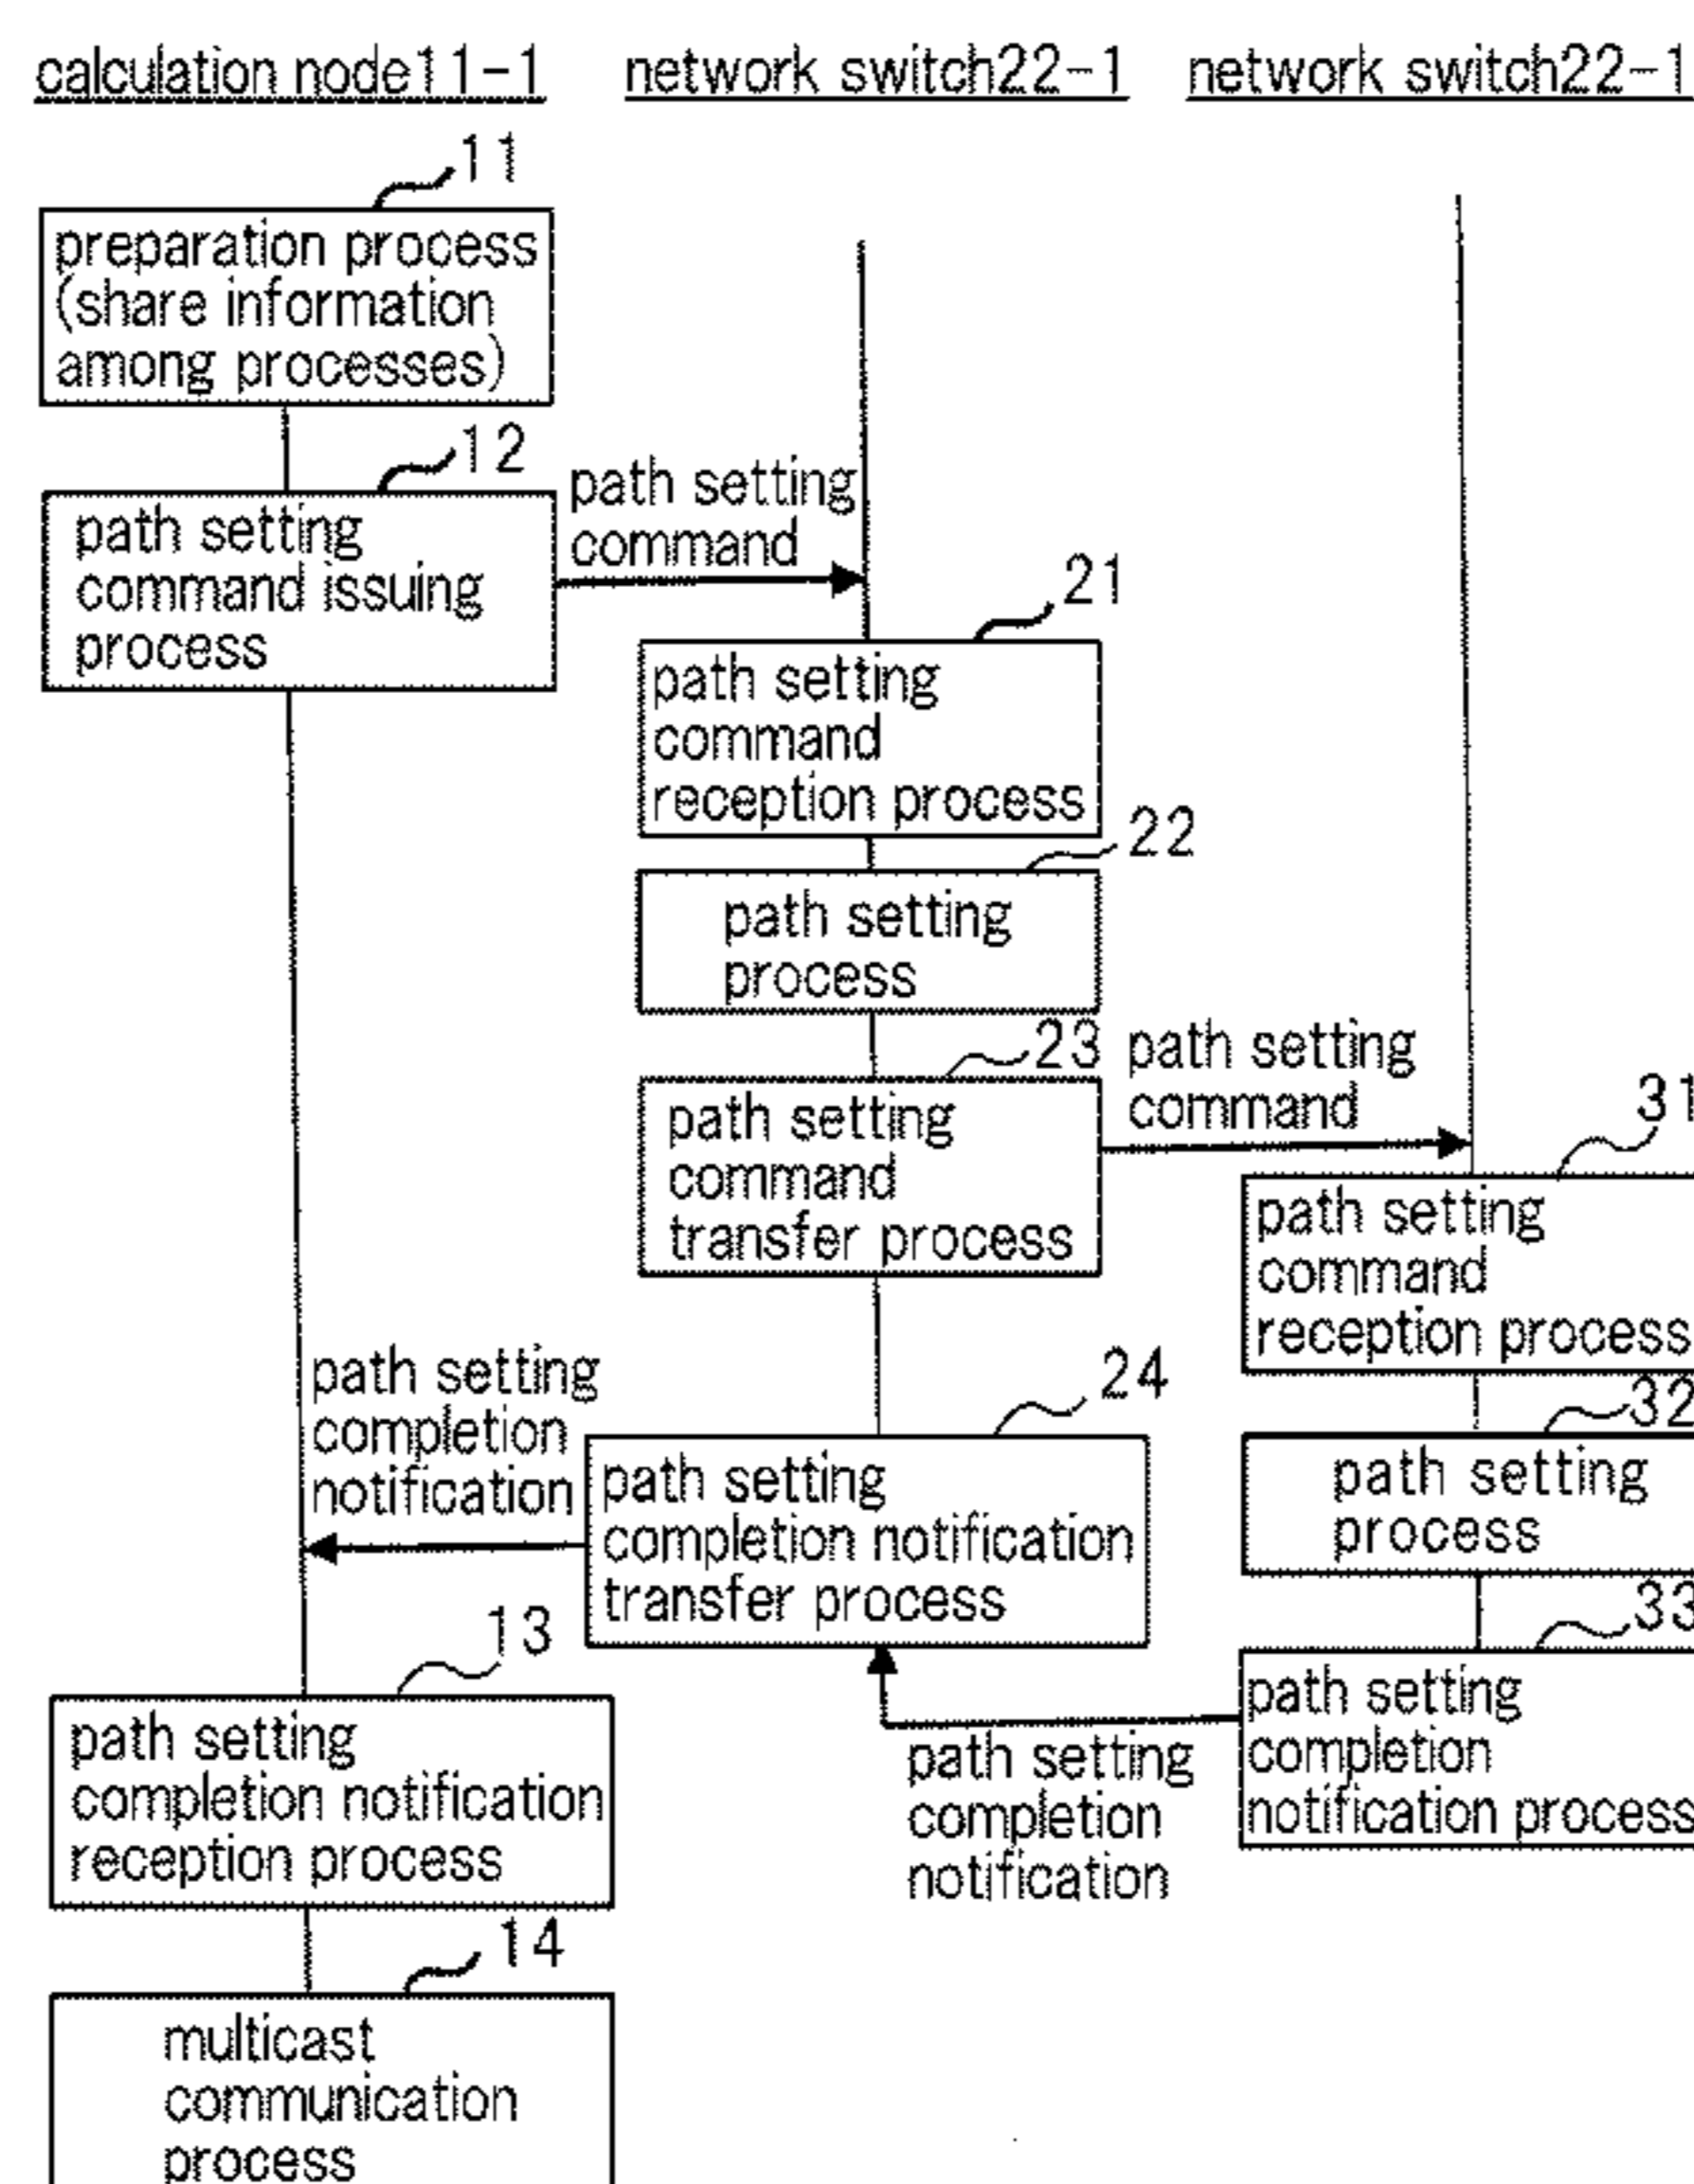 calculation node11-1
network switch22-1
network switch22-1
11
preparation process
(share information
among processes)
12
path setting
command issuing
process
path setting
command
21
path setting
command
reception process
22
path setting
process
23
path setting
command
transfer process
path setting
command
31
path setting
command
reception process
32
path setting
process
33
path setting
completion
notification process
path setting
completion
notification
24
path setting
completion notification
transfer process
path setting
completion
notification
13
path setting
completion notification
reception process
14
multicast
communication
process